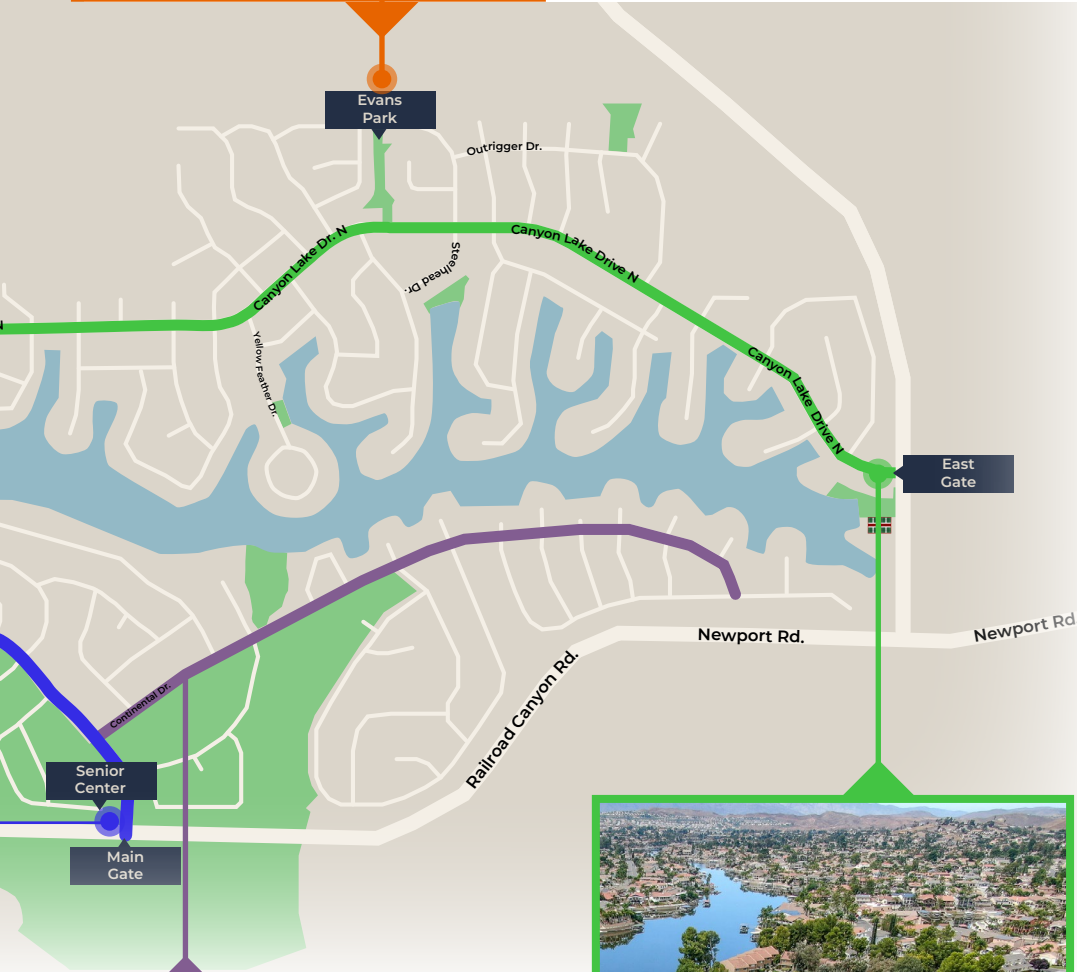 Evans
Park
Outrigger Dr.
Canyon Lake Dr. N
Canyon Lake Drive N
Steelhead Dr.
N
Yellow Feather Dr.
Canyon Lake Drive N
East
Gate
Newport Rd.
Newport Rd.
Railroad Canyon Rd.
Continental Dr.
Senior
Center
Main
Gate